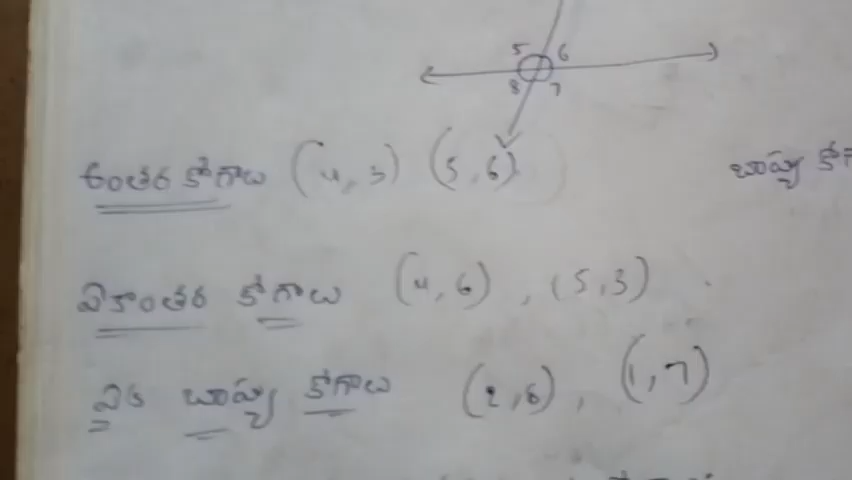 5 6
8 7
అంతర కోణాలు (4,3) (5,6)
బాహ్య
ఏకాంతర కోణాలు (4,6), (5,3)
ఏక బాహ్య కోణాలు (2,6), (1,7)